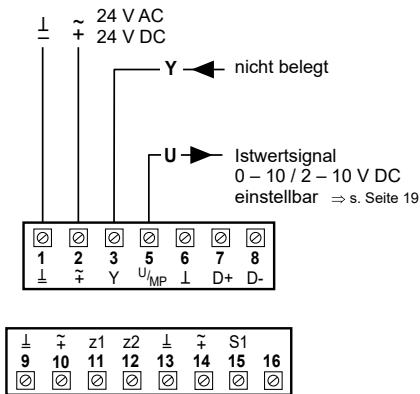 ⊥ ~ 24 V AC
– + 24 V DC
Y nicht belegt
U Istwertsignal
0 – 10 / 2 – 10 V DC
einstellbar ⇒ s. Seite 19
1 2 3 5 6 7 8
⊥ ~+ Y U/MP ⊥ D+ D-
⊥ ~+ z1 z2 ⊥ ~+ S1
9 10 11 12 13 14 15 16